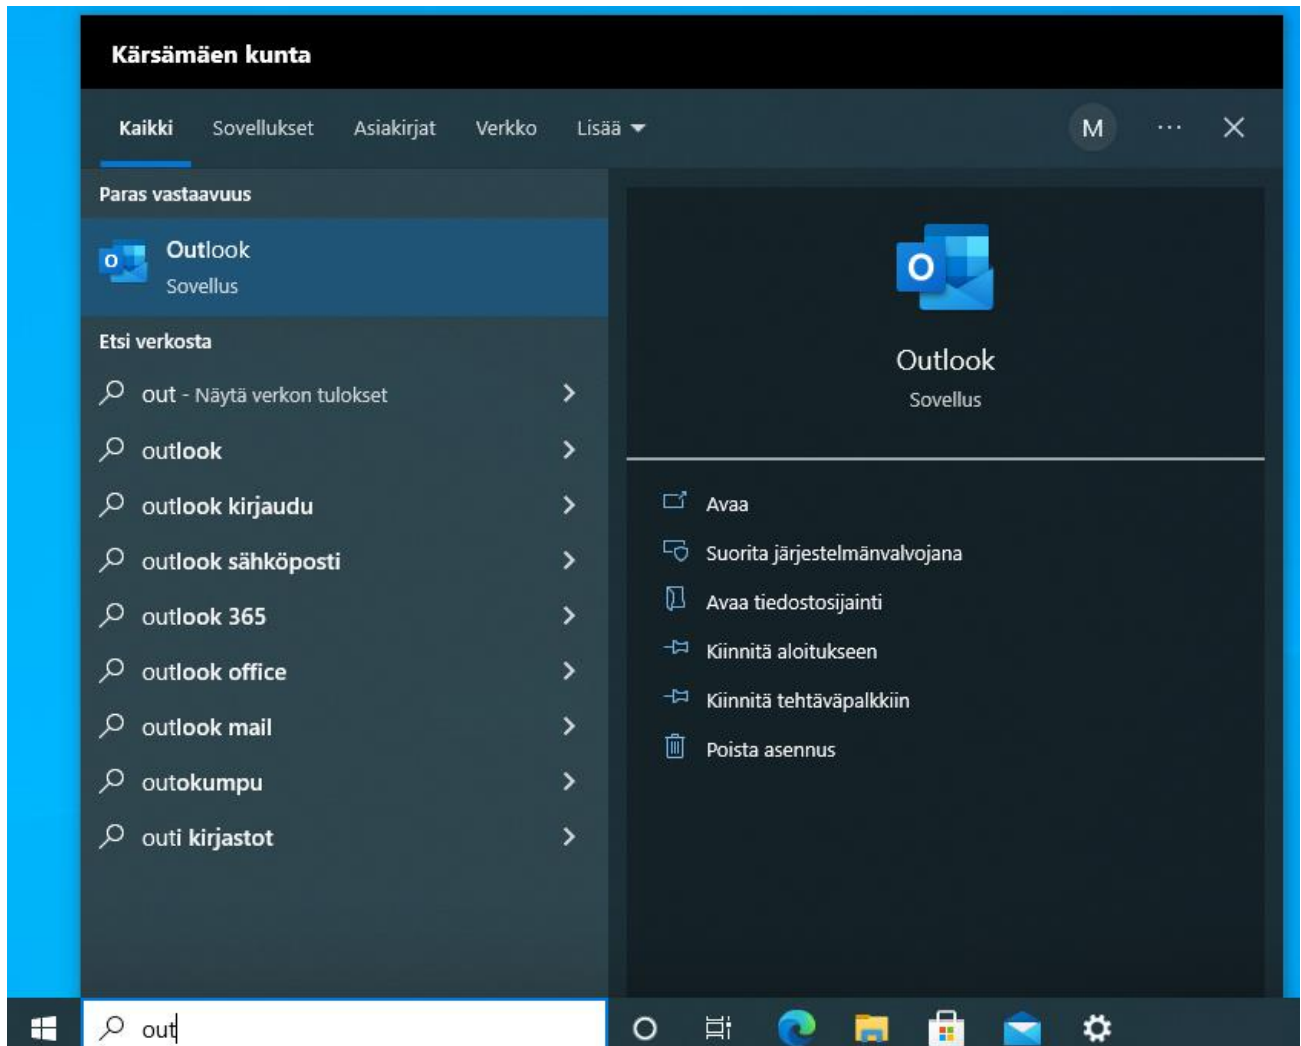 Kärsämäen kunta
Kaikki Sovellukset Asiakirjat Verkko Lisää M ... 
Paras vastaavuus
Outlook
Sovellus
Etsi verkosta
out - Näytä verkon tulokset
outlook
outlook kirjaudu
outlook sähköposti
outlook 365
outlook office
outlook mail
outokumpu
outi kirjastot
Outlook
Sovellus
Avaa
Suorita järjestelmänvalvojana
Avaa tiedostosijainti
Kiinnitä aloitukseen
Kiinnitä tehtäväpalkkiin
Poista asennus
out